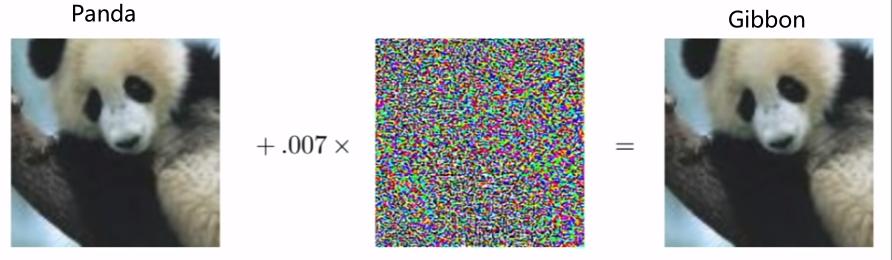 Panda
Gibbon
+ .007 ×
=